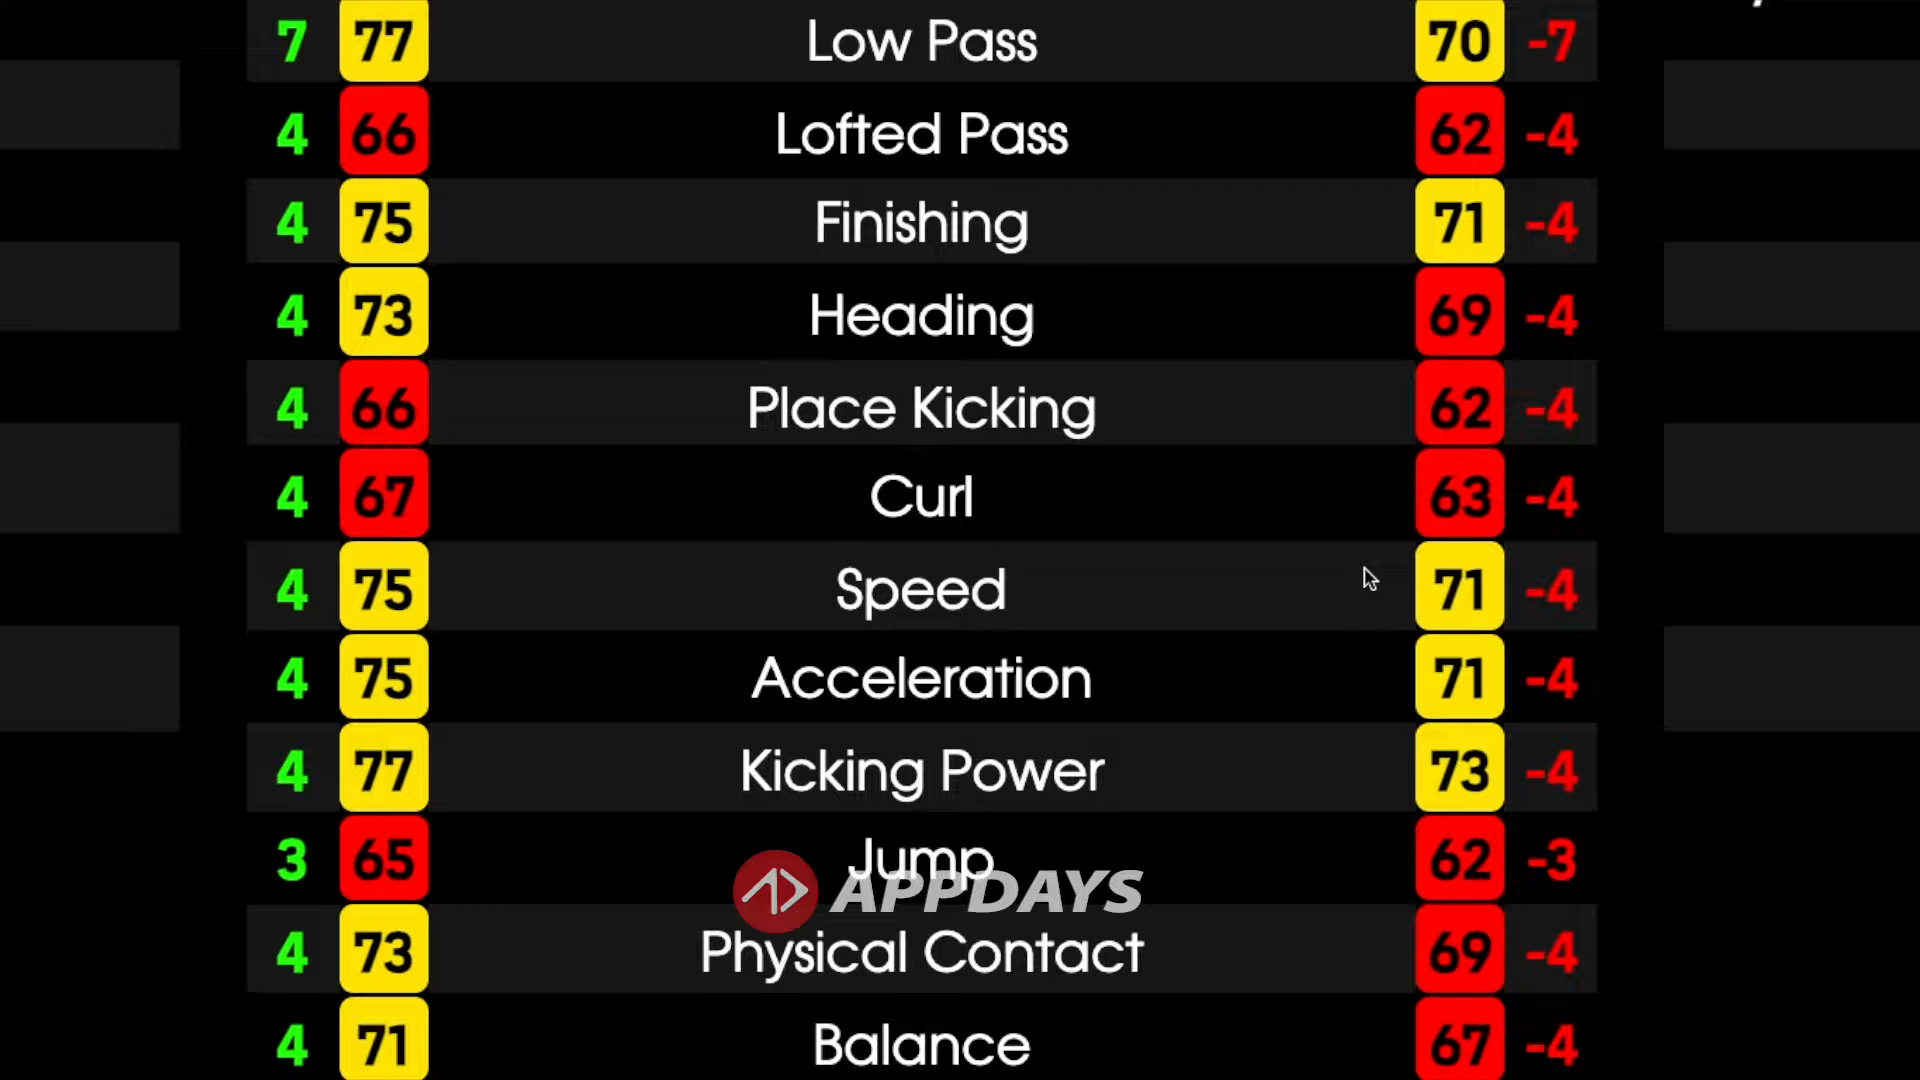 7 77 Low Pass 70 -7
4 66 Lofted Pass 62 -4
4 75 Finishing 71 -4
4 73 Heading 69 -4
4 66 Place Kicking 62 -4
4 67 Curl 63 -4
4 75 Speed 71 -4
4 75 Acceleration 71 -4
4 77 Kicking Power 73 -4
3 65 Jump 62 -3
APPDAYS
4 73 Physical Contact 69 -4
4 71 Balance 67 -4